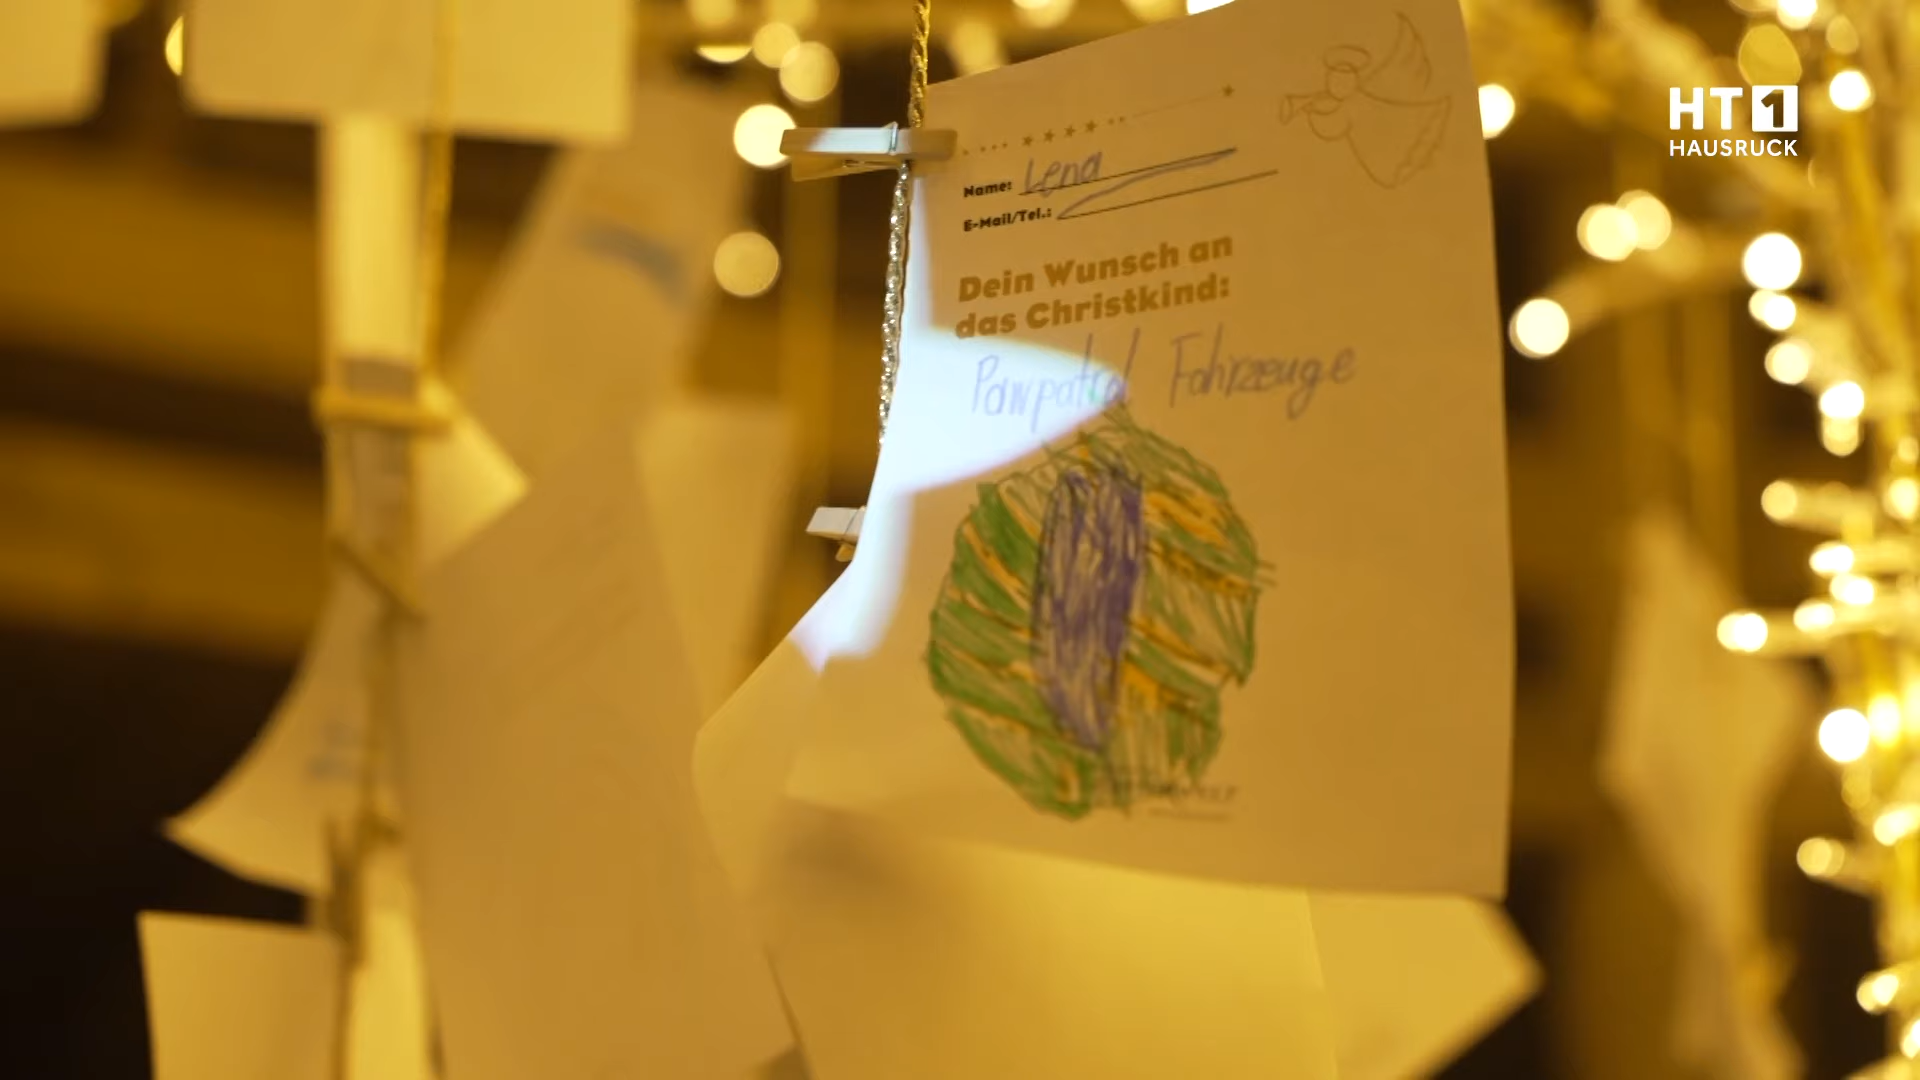 HT1
HAUSRUCK
Name: Lena
E-Mail/Tel.:
Dein Wunsch an
das Christkind:
Pawpatrol Fahrzeuge